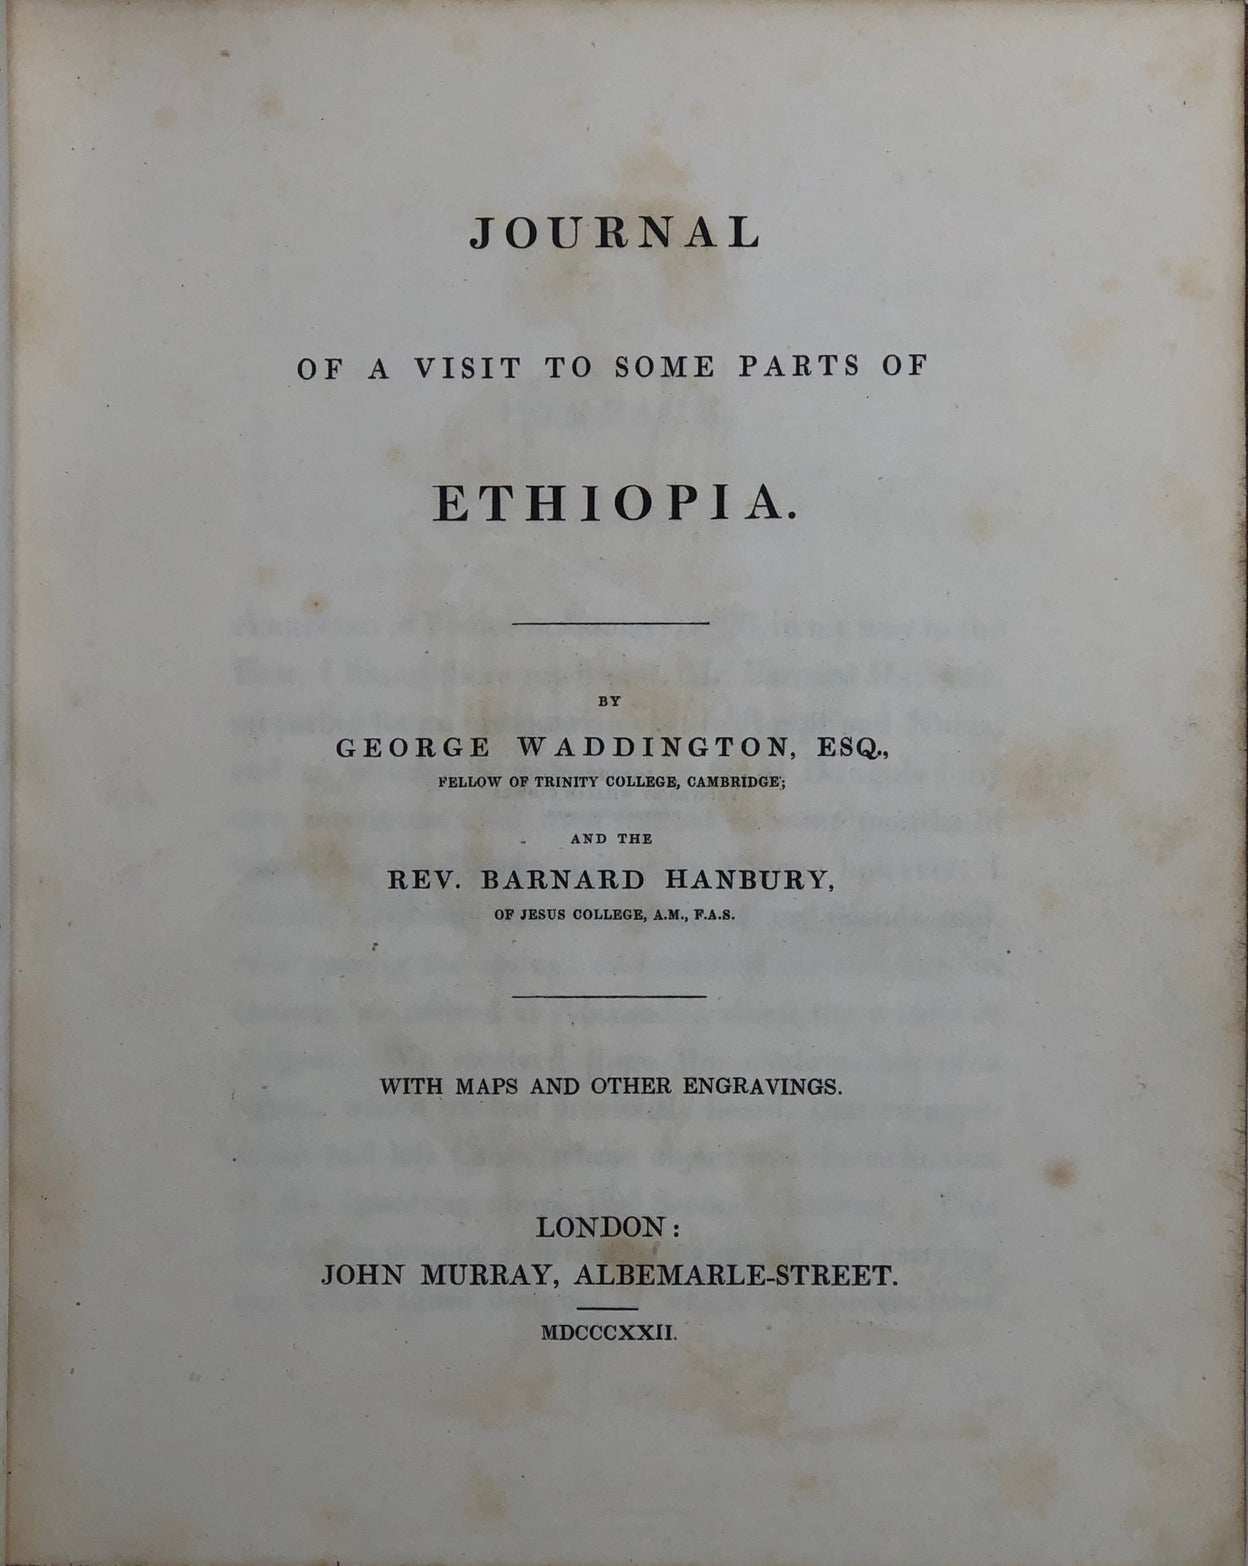 JOURNAL
OF A VISIT TO SOME PARTS OF
ETHIOPIA.
BY
GEORGE WADDINGTON, ESQ.,
FELLOW OF TRINITY COLLEGE, CAMBRIDGE;
AND THE
REV. BARNARD HANBURY,
OF JESUS COLLEGE, A.M., F.A.S.
WITH MAPS AND OTHER ENGRAVINGS.
LONDON:
JOHN MURRAY, ALBEMARLE-STREET.
MDCCCXXII.